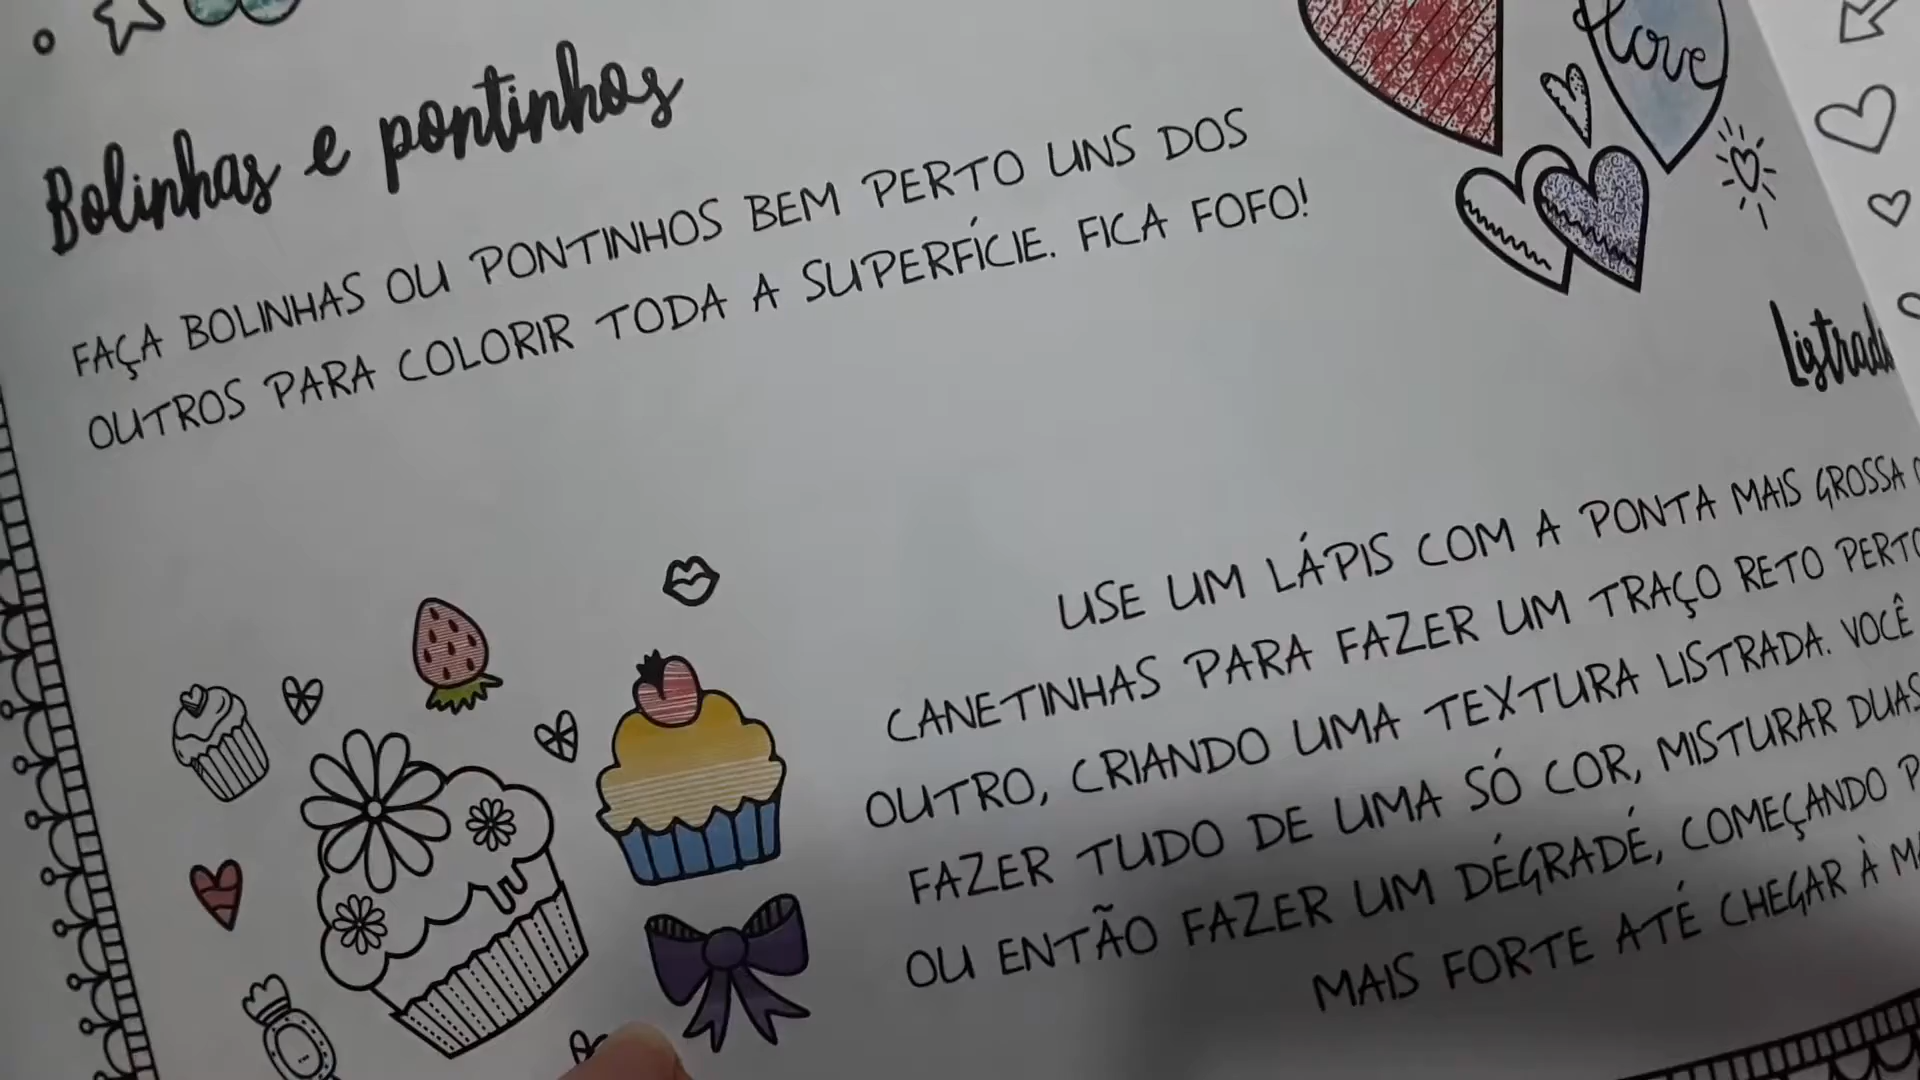 Bolinhas e pontinhos
FAÇA BOLINHAS OU PONTINHOS BEM PERTO UNS DOS
OUTROS PARA COLORIR TODA A SUPERFÍCIE. FICA FOFO!
love
USE UM LÁPIS COM A PONTA MAIS GROSSA
CANETINHAS PARA FAZER UM TRAÇO RETO PERTO
OUTRO, CRIANDO UMA TEXTURA LISTRADA. VOCÊ
FAZER TUDO DE UMA SÓ COR, MISTURAR DUAS
OU ENTÃO FAZER UM DÉGRADÉ, COMEÇANDO
MAIS FORTE ATÉ CHEGAR À